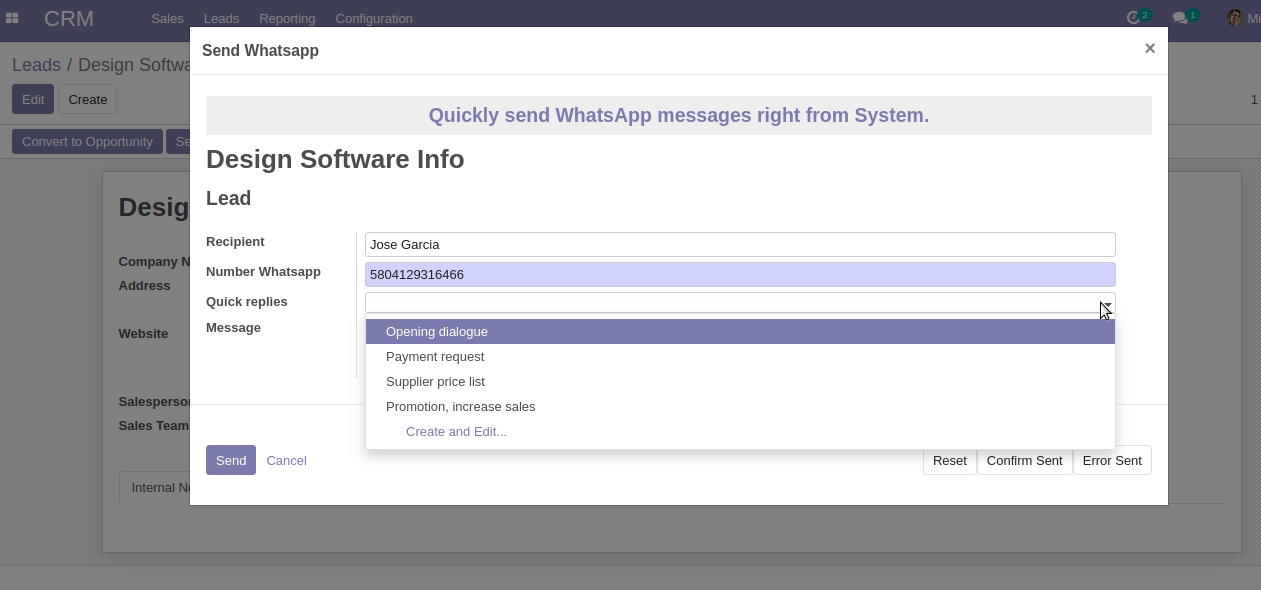 CRM Sales Leads Reporting Configuration 2 1 Mi
Send Whatsapp ×
Leads / Design Softwa
Edit Create 1
Convert to Opportunity Se
Quickly send WhatsApp messages right from System.
Design Software Info
Lead
Desig
Recipient Jose Garcia
Company N
Number Whatsapp 5804129316466
Address
Quick replies
Message
Website
Opening dialogue
Payment request
Supplier price list
Promotion, increase sales
Create and Edit...
Salesperso
Sales Team
Send Cancel Reset Confirm Sent Error Sent
Internal No